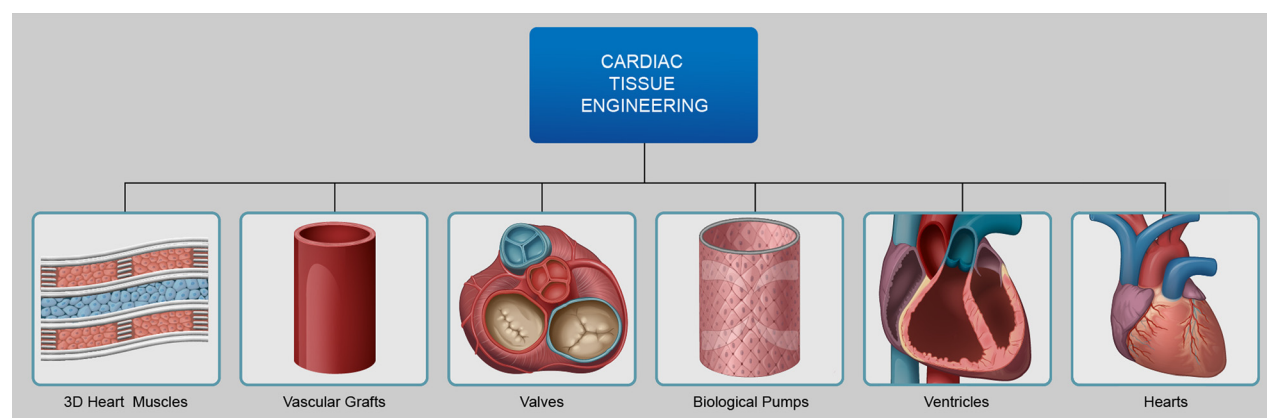 CARDIAC
TISSUE
ENGINEERING
3D Heart Muscles
Vascular Grafts
Valves
Biological Pumps
Ventricles
Hearts